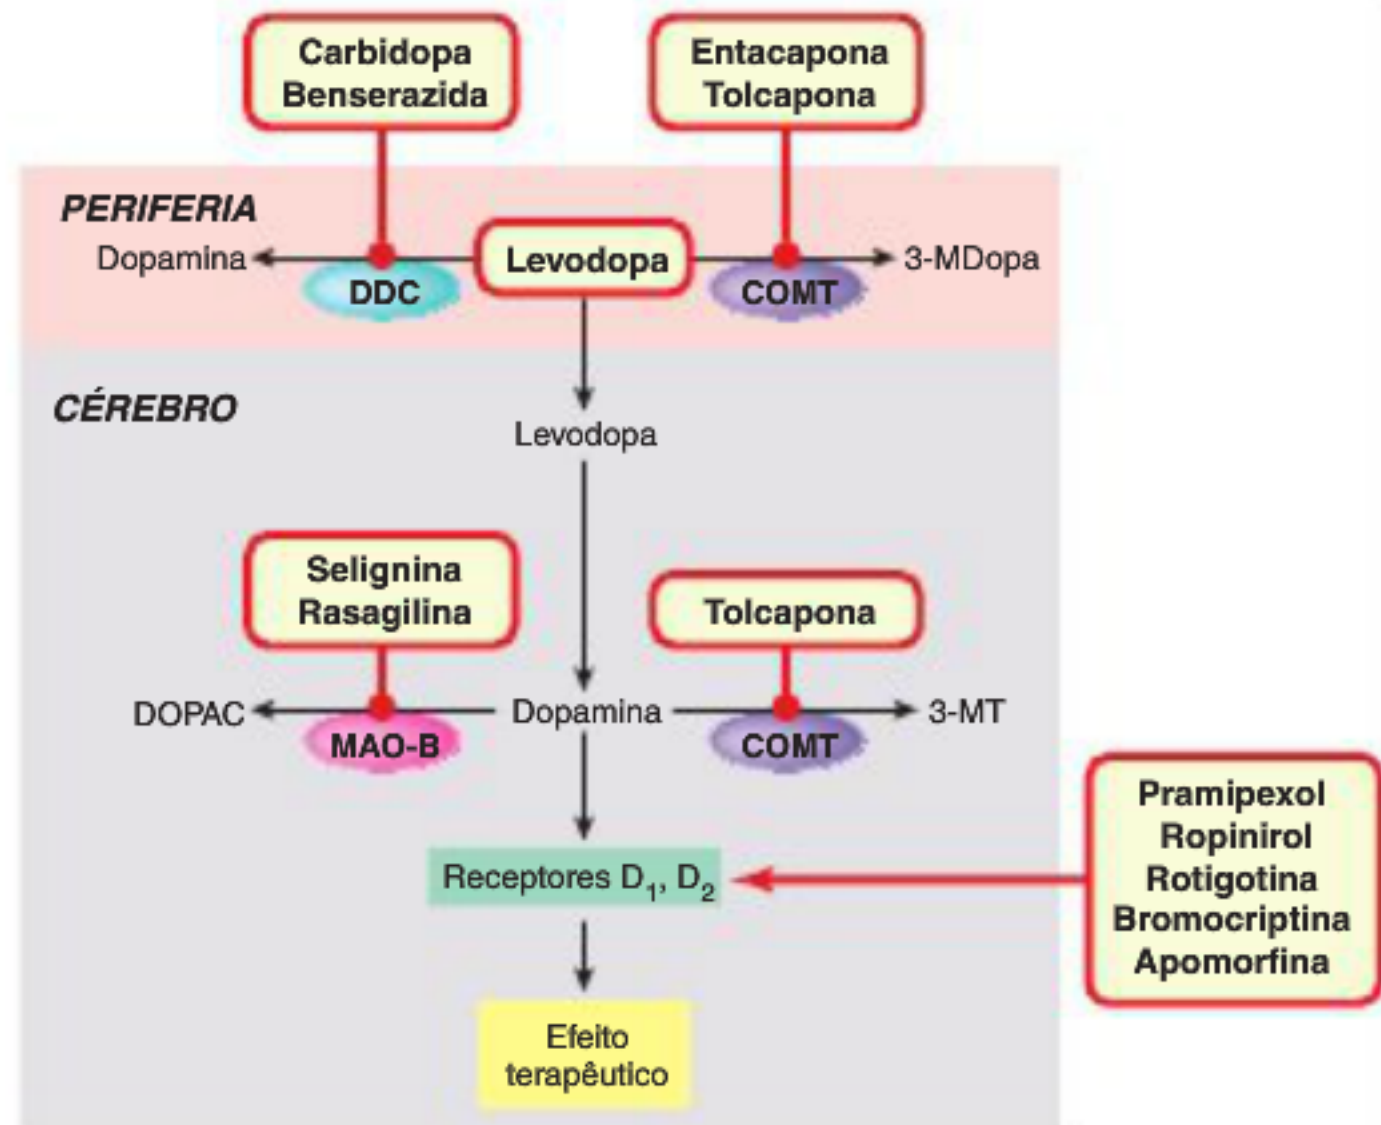 Carbidopa
Benserazida
Entacapona
Tolcapona
PERIFERIA
Dopamina
Levodopa
3-MDopa
DDC
COMT
CÉREBRO
Levodopa
Selignina
Rasagilina
Tolcapona
DOPAC
Dopamina
3-MT
MAO-B
COMT
Pramipexol
Ropinirol
Rotigotina
Bromocriptina
Apomorfina
Receptores D₁, D₂
Efeito
terapêutico